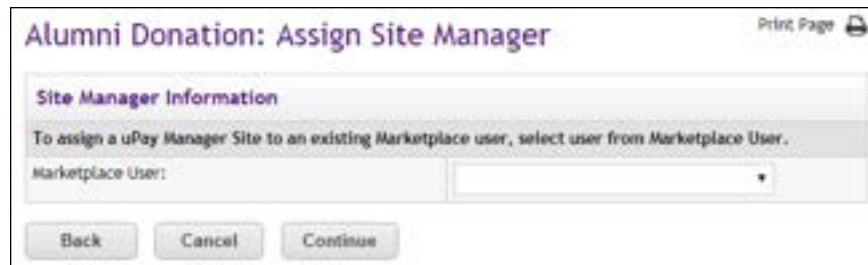 Print Page
Alumni Donation: Assign Site Manager
Site Manager Information
To assign a uPay Manager Site to an existing Marketplace user, select user from Marketplace User.
Marketplace User:
Back Cancel Continue